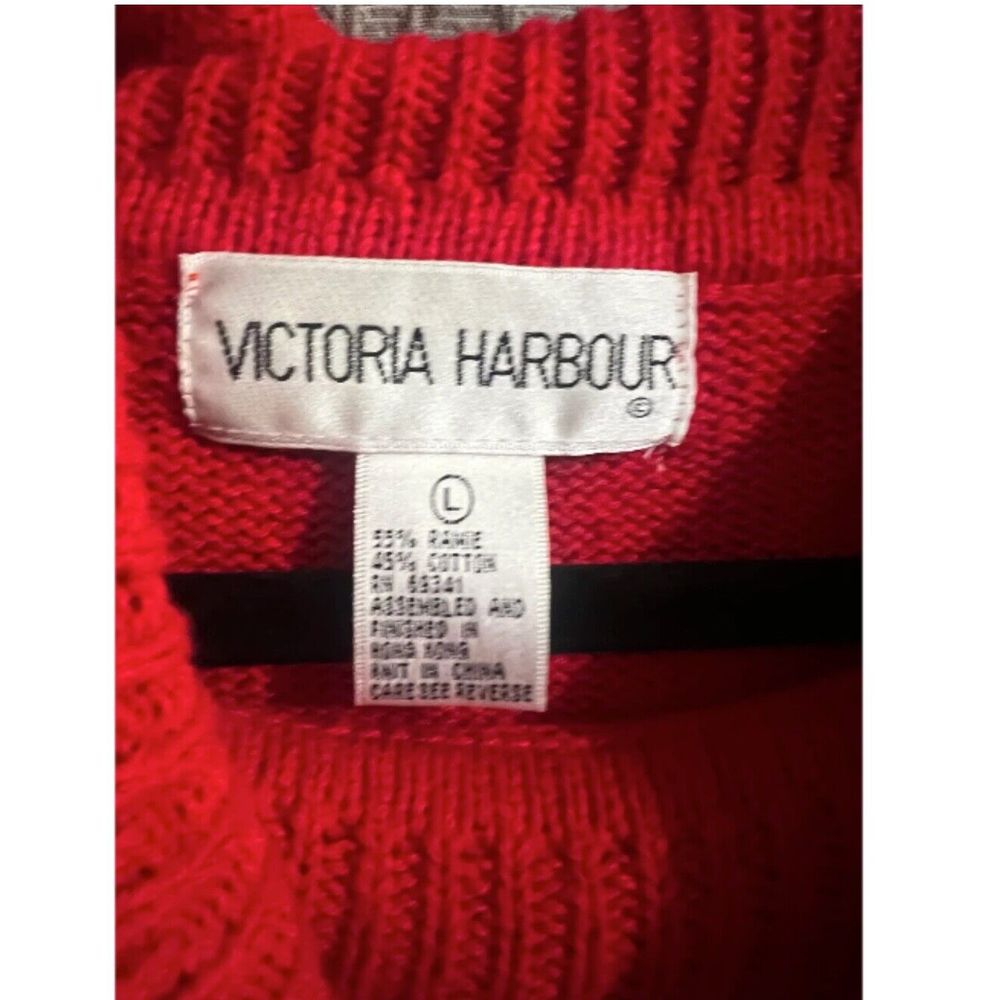 VICTORIA HARBOUR
©
L
55% RAMIE
45% COTTON
RN 69341
ASSEMBLED AND
FINISHED IN
HONG KONG
KNIT IN CHINA
CARE SEE REVERSE